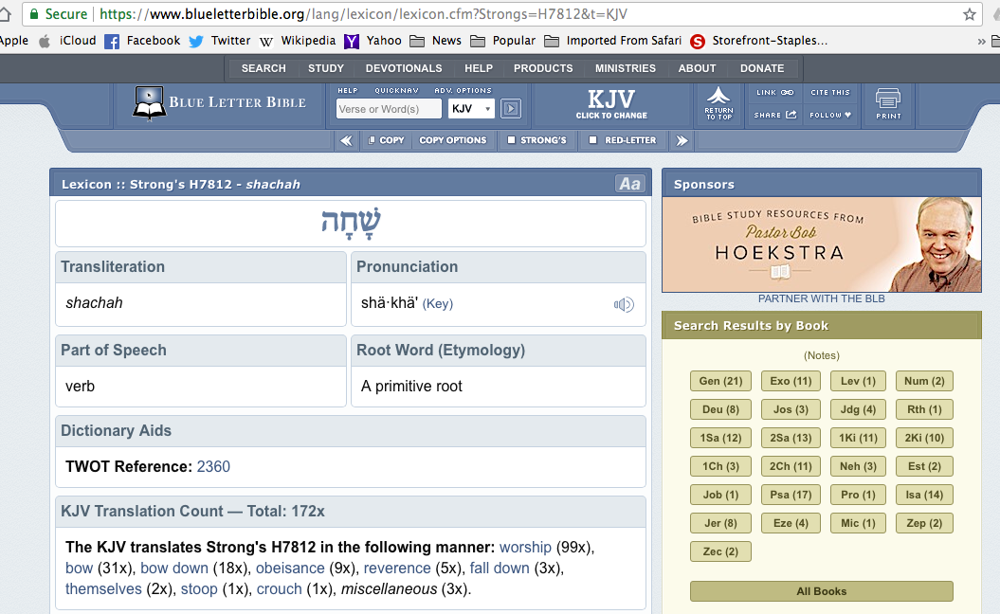 Secure https://www.blueletterbible.org/lang/lexicon/lexicon.cfm?Strongs=H7812&t=KJV
Apple iCloud Facebook Twitter W Wikipedia Yahoo News Popular Imported From Safari S Storefront-Staples... »
SEARCH STUDY DEVOTIONALS HELP PRODUCTS MINISTRIES ABOUT DONATE
BLUE LETTER BIBLE
HELP QUICKNAV ADV. OPTIONS
Verse or Word(s) KJV
KJV
CLICK TO CHANGE
RETURN
TO TOP
LINK CITE THIS
SHARE FOLLOW
PRINT
COPY COPY OPTIONS STRONG'S RED-LETTER
Lexicon :: Strong's H7812 - shachah Aa
שָׁחָה
Transliteration
shachah
Pronunciation
shä·khä' (Key)
Part of Speech
verb
Root Word (Etymology)
A primitive root
Dictionary Aids
TWOT Reference: 2360
KJV Translation Count — Total: 172x
The KJV translates Strong's H7812 in the following manner: worship (99x),
bow (31x), bow down (18x), obeisance (9x), reverence (5x), fall down (3x),
themselves (2x), stoop (1x), crouch (1x), miscellaneous (3x).
Sponsors
BIBLE STUDY RESOURCES FROM
Pastor Bob
HOEKSTRA
PARTNER WITH THE BLB
Search Results by Book
(Notes)
Gen (21) Exo (11) Lev (1) Num (2)
Deu (8) Jos (3) Jdg (4) Rth (1)
1Sa (12) 2Sa (13) 1Ki (11) 2Ki (10)
1Ch (3) 2Ch (11) Neh (3) Est (2)
Job (1) Psa (17) Pro (1) Isa (14)
Jer (8) Eze (4) Mic (1) Zep (2)
Zec (2)
All Books